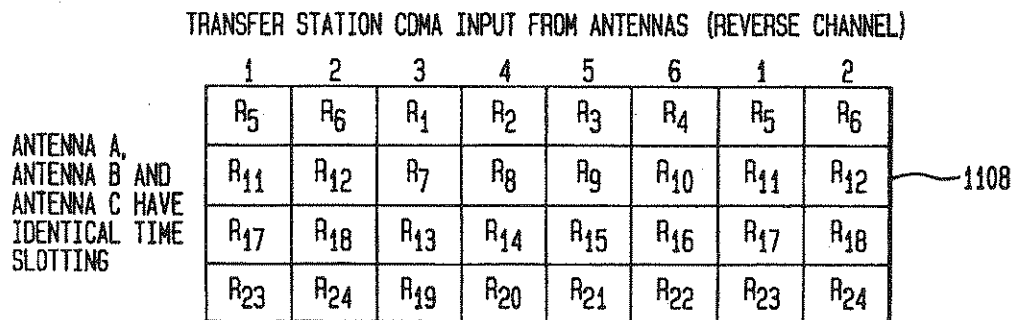 TRANSFER STATION CDMA INPUT FROM ANTENNAS (REVERSE CHANNEL)
1 2 3 4 5 6 1 2
R5 R6 R1 R2 R3 R4 R5 R6
ANTENNA A,
ANTENNA B AND
ANTENNA C HAVE
IDENTICAL TIME
SLOTTING
R11 R12 R7 R8 R9 R10 R11 R12
1108
R17 R18 R13 R14 R15 R16 R17 R18
R23 R24 R19 R20 R21 R22 R23 R24